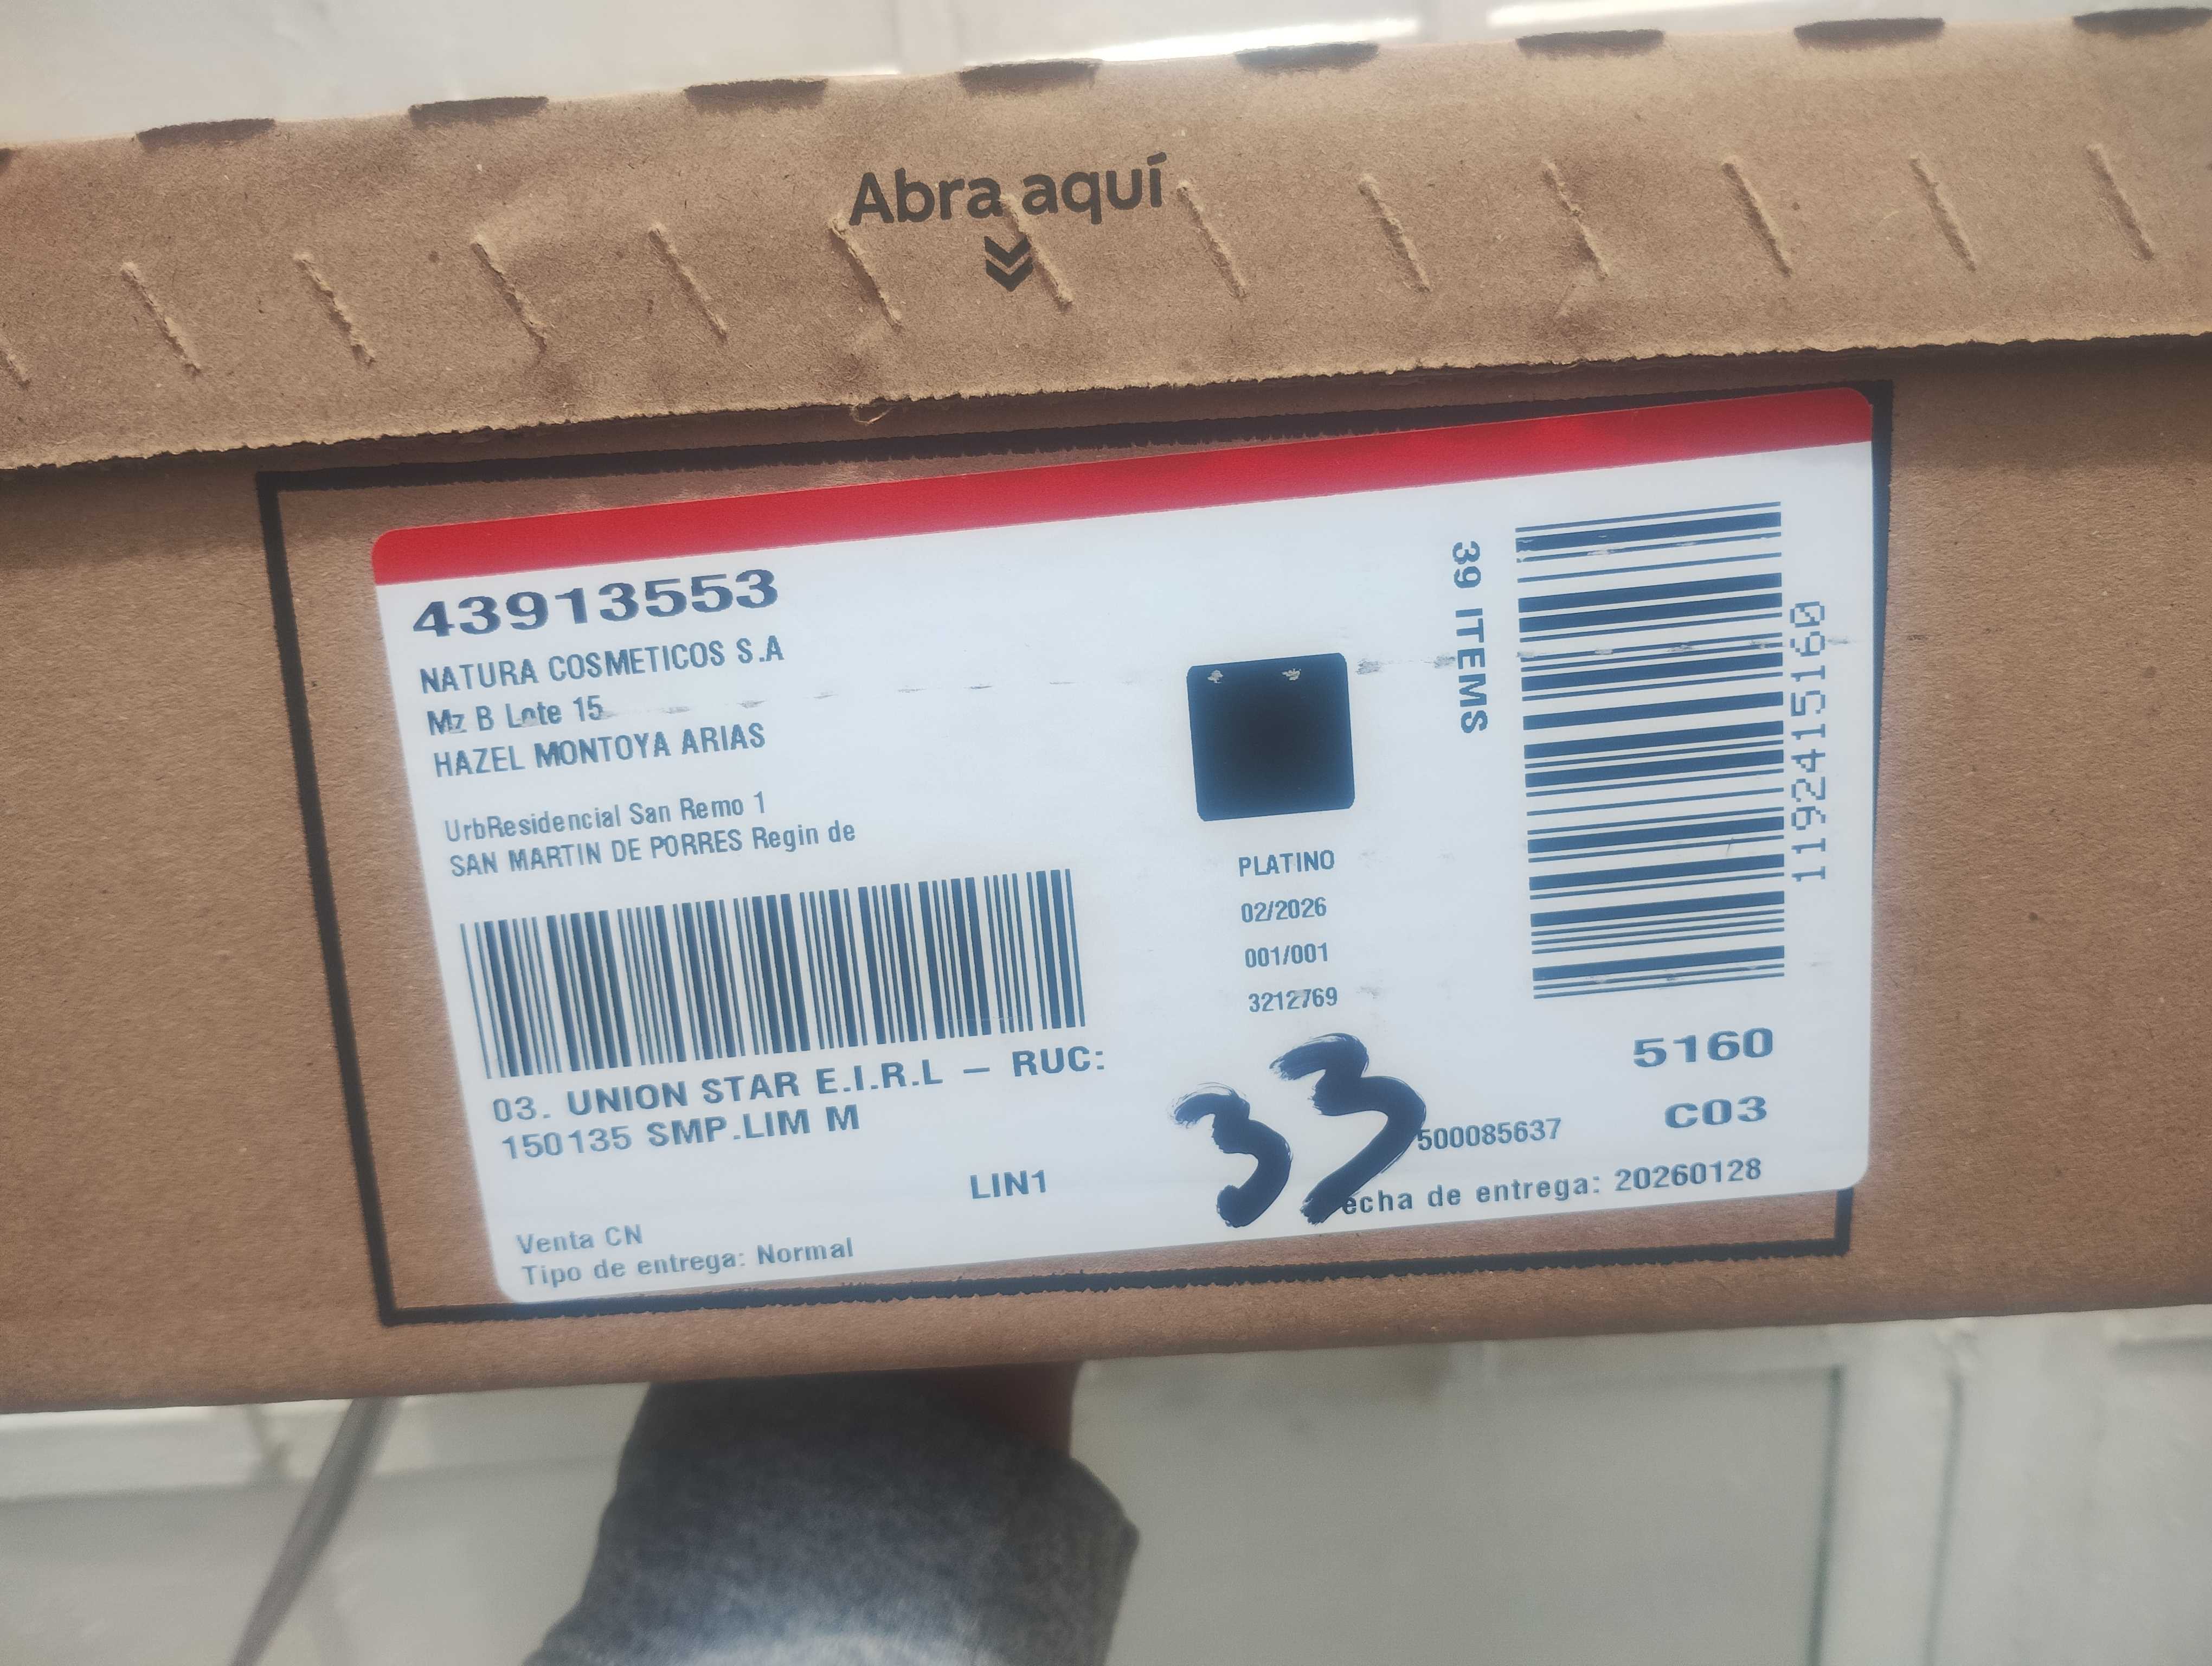 Abra aquí
43913553
NATURA COSMETICOS S.A
Mz B Lote 15
HAZEL MONTOYA ARIAS
UrbResidencial San Remo 1
SAN MARTIN DE PORRES Regin de
03. UNION STAR E.I.R.L – RUC:
150135 SMP.LIM M
LIN1
Venta CN
Tipo de entrega: Normal
PLATINO
02/2026
001/001
3212769
33
39 ITEMS
1192415160
5160
C03
500085637
echa de entrega: 20260128